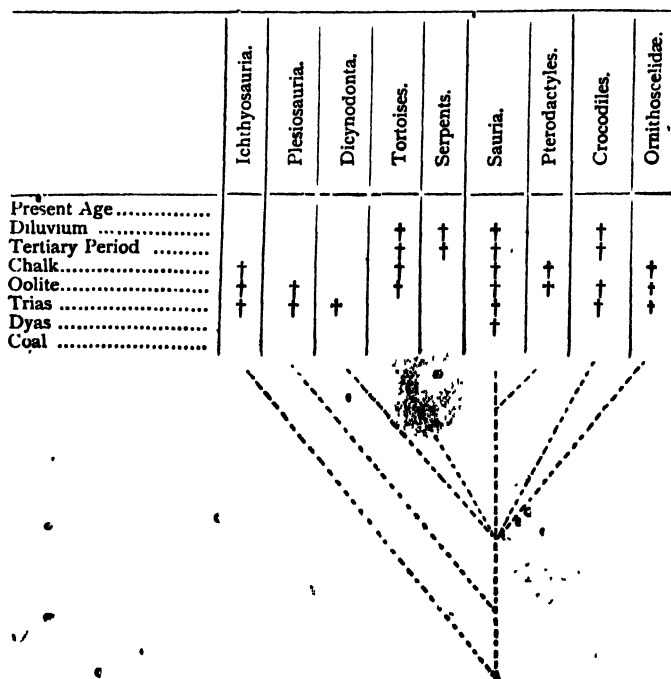 Ichthyosauria.
Plesiosauria.
Dicynodonta.
Tortoises.
Serpents.
Sauria.
Pterodactyles.
Crocodiles.
Ornithoscelidæ.
Present Age ..............
Diluvium ..............
Tertiary Period .........
Chalk......................
Oolite......................
Trias ......................
Dyas ......................
Coal ......................